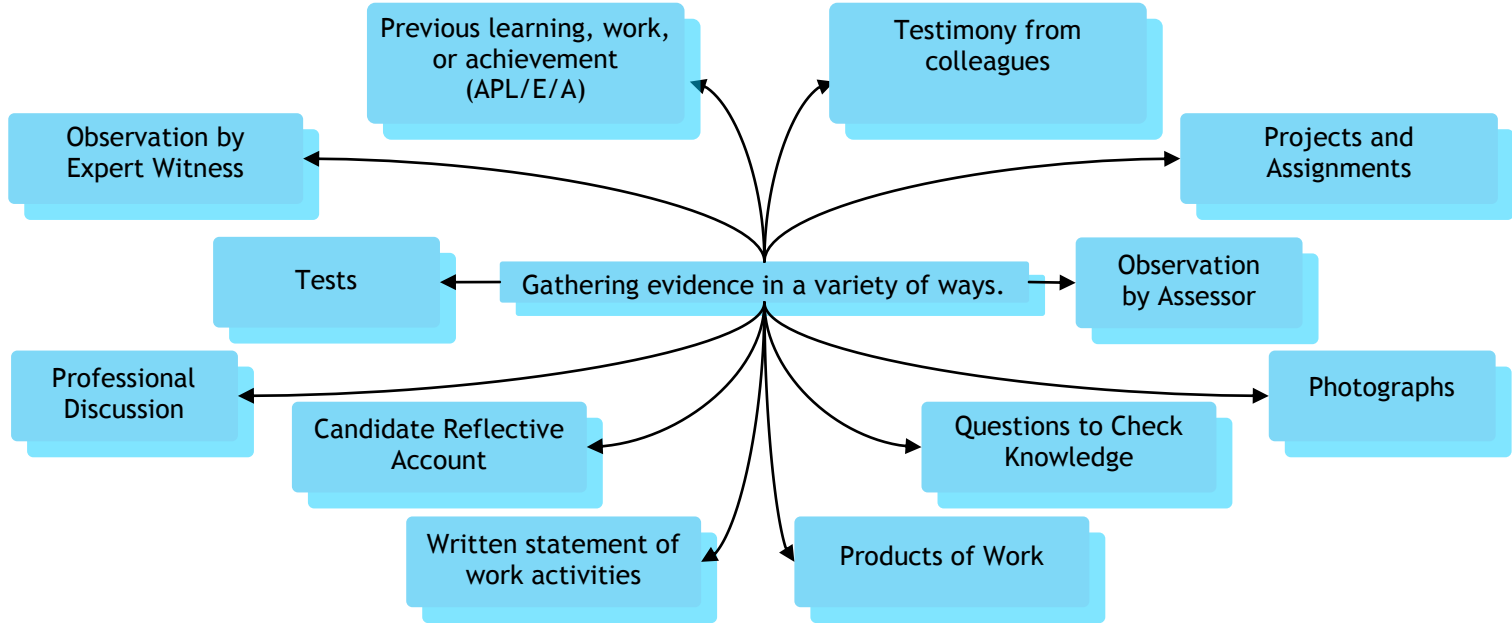 Previous learning, work,
or achievement
(APL/E/A)
Testimony from
colleagues
Observation by
Expert Witness
Projects and
Assignments
Tests
Gathering evidence in a variety of ways.
Observation
by Assessor
Professional
Discussion
Photographs
Candidate Reflective
Account
Questions to Check
Knowledge
Written statement of
work activities
Products of Work